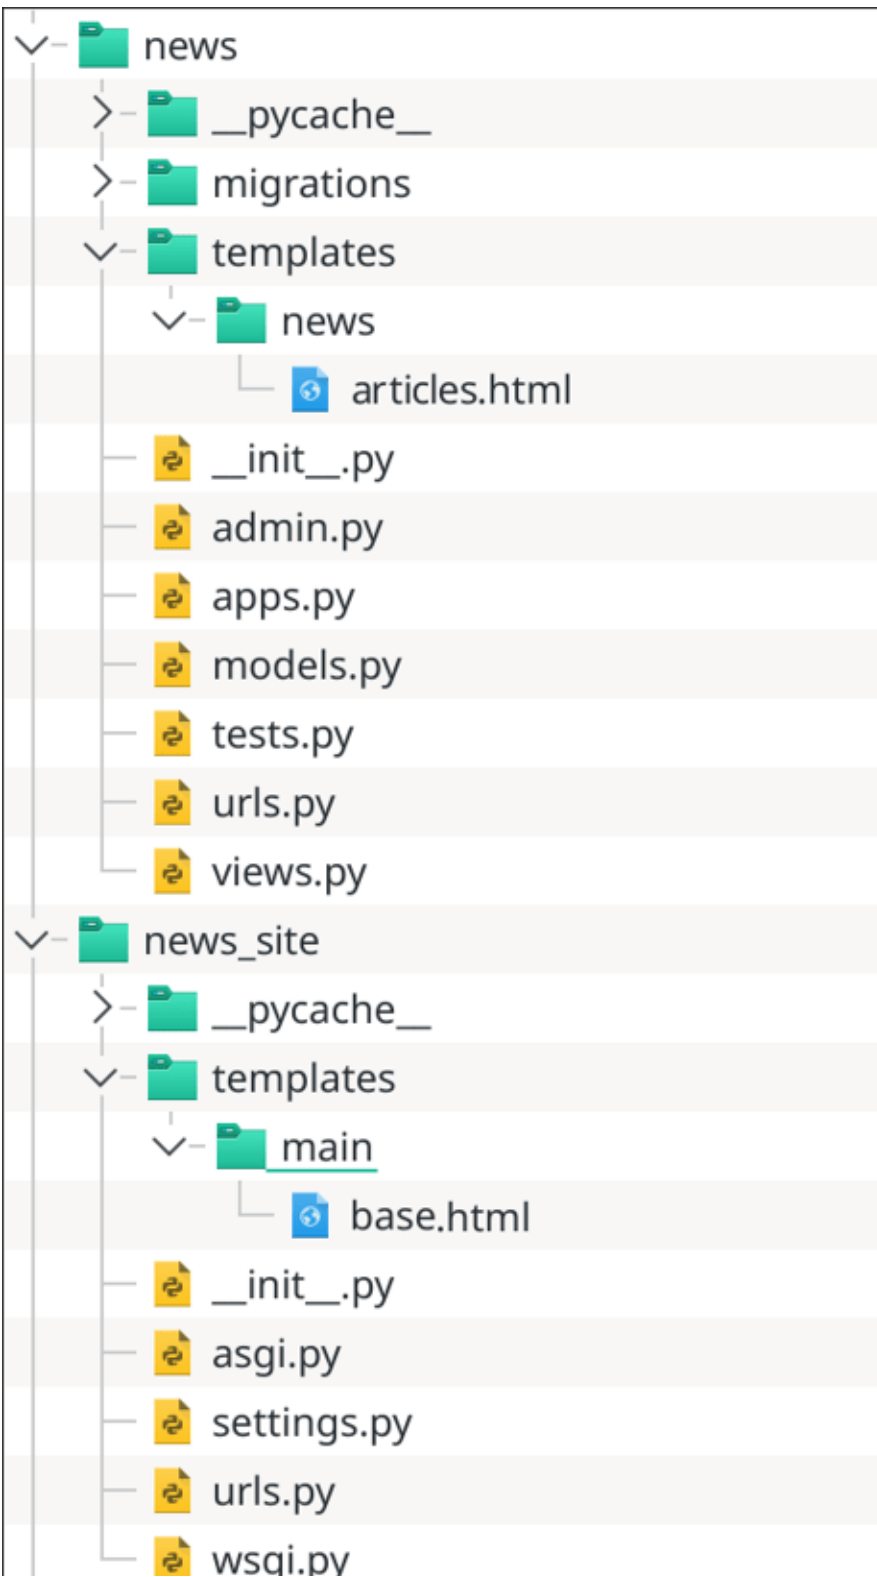 news
__pycache__
migrations
templates
news
articles.html
__init__.py
admin.py
apps.py
models.py
tests.py
urls.py
views.py
news_site
__pycache__
templates
main
base.html
__init__.py
asgi.py
settings.py
urls.py
wsgi.py